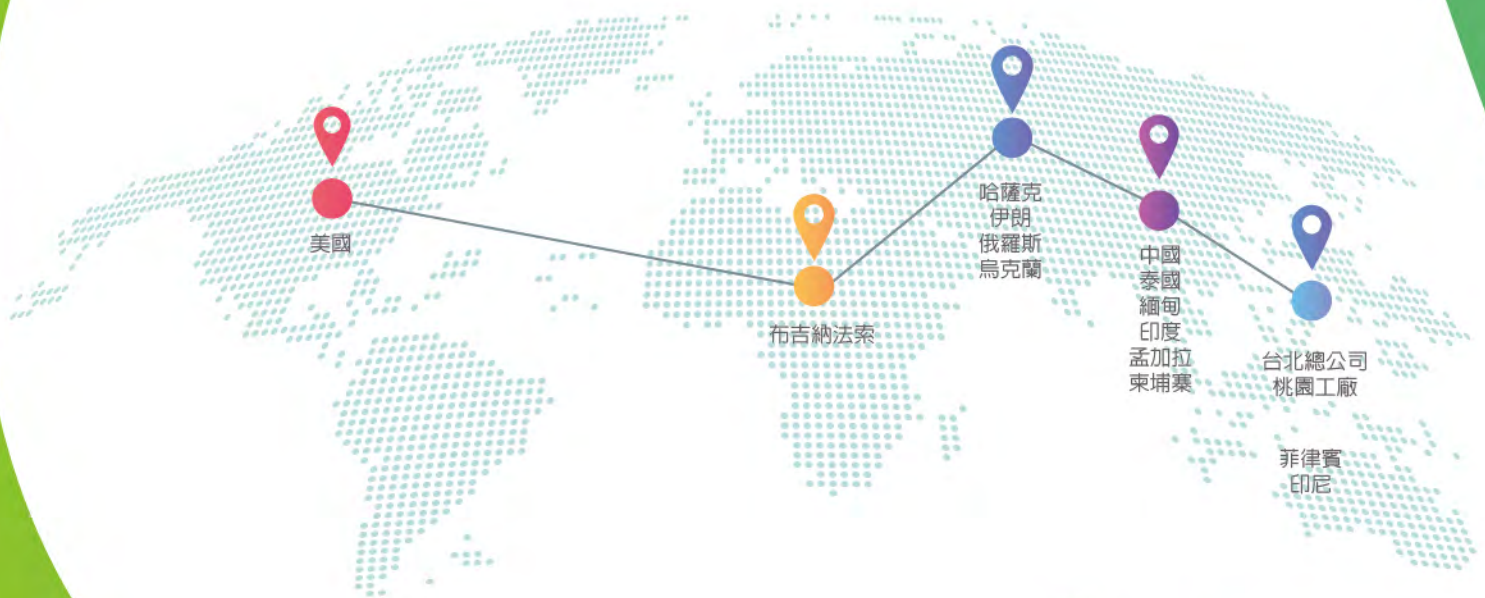 美國
布吉納法索
哈薩克
伊朗
俄羅斯
烏克蘭
中國
泰國
緬甸
印度
孟加拉
柬埔寨
台北總公司
桃園工廠
菲律賓
印尼